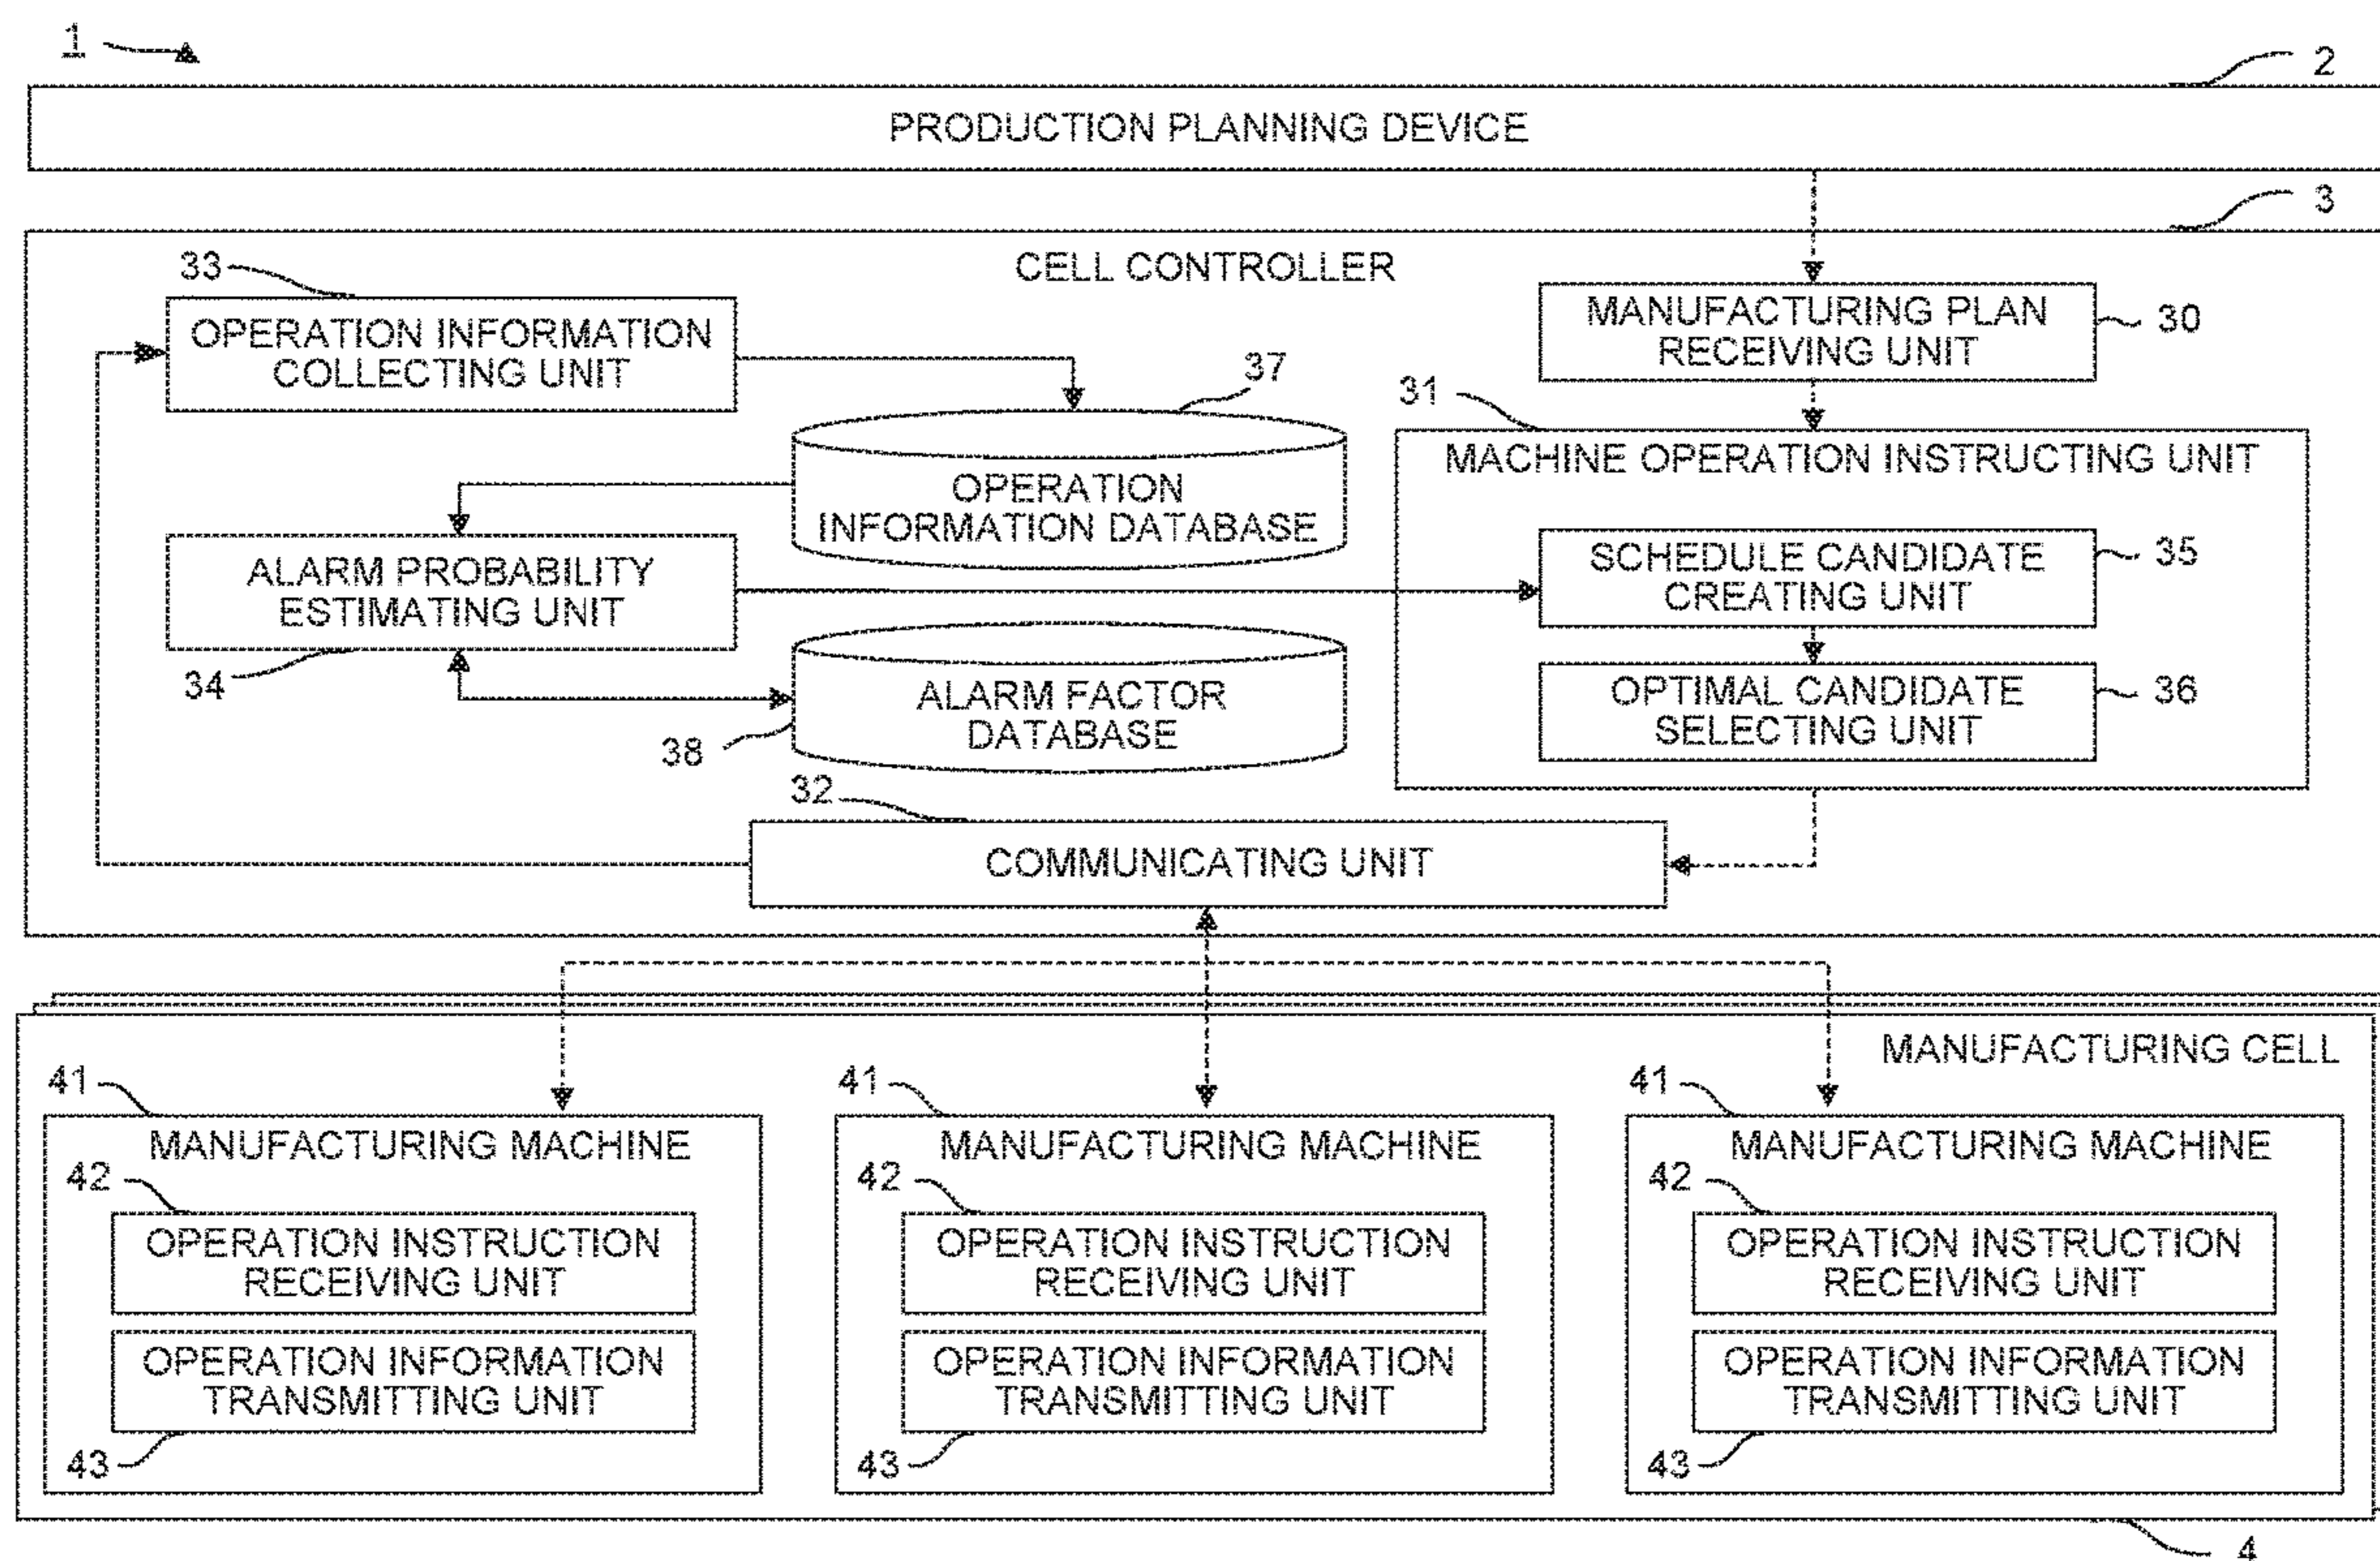 1
2
PRODUCTION PLANNING DEVICE
3
CELL CONTROLLER
33
OPERATION INFORMATION
COLLECTING UNIT
MANUFACTURING PLAN
RECEIVING UNIT
30
37
31
OPERATION
INFORMATION DATABASE
MACHINE OPERATION INSTRUCTING UNIT
ALARM PROBABILITY
ESTIMATING UNIT
34
SCHEDULE CANDIDATE
CREATING UNIT
35
ALARM FACTOR
DATABASE
38
OPTIMAL CANDIDATE
SELECTING UNIT
36
32
COMMUNICATING UNIT
MANUFACTURING CELL
41
MANUFACTURING MACHINE
42
OPERATION INSTRUCTION
RECEIVING UNIT
OPERATION INFORMATION
TRANSMITTING UNIT
43
41
MANUFACTURING MACHINE
42
OPERATION INSTRUCTION
RECEIVING UNIT
OPERATION INFORMATION
TRANSMITTING UNIT
43
41
MANUFACTURING MACHINE
42
OPERATION INSTRUCTION
RECEIVING UNIT
OPERATION INFORMATION
TRANSMITTING UNIT
43
4